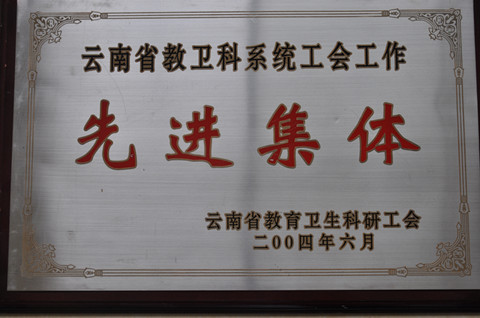 云南省教卫科系统工会工作
先进集体
云南省教育卫生科研工会
二00四年六月